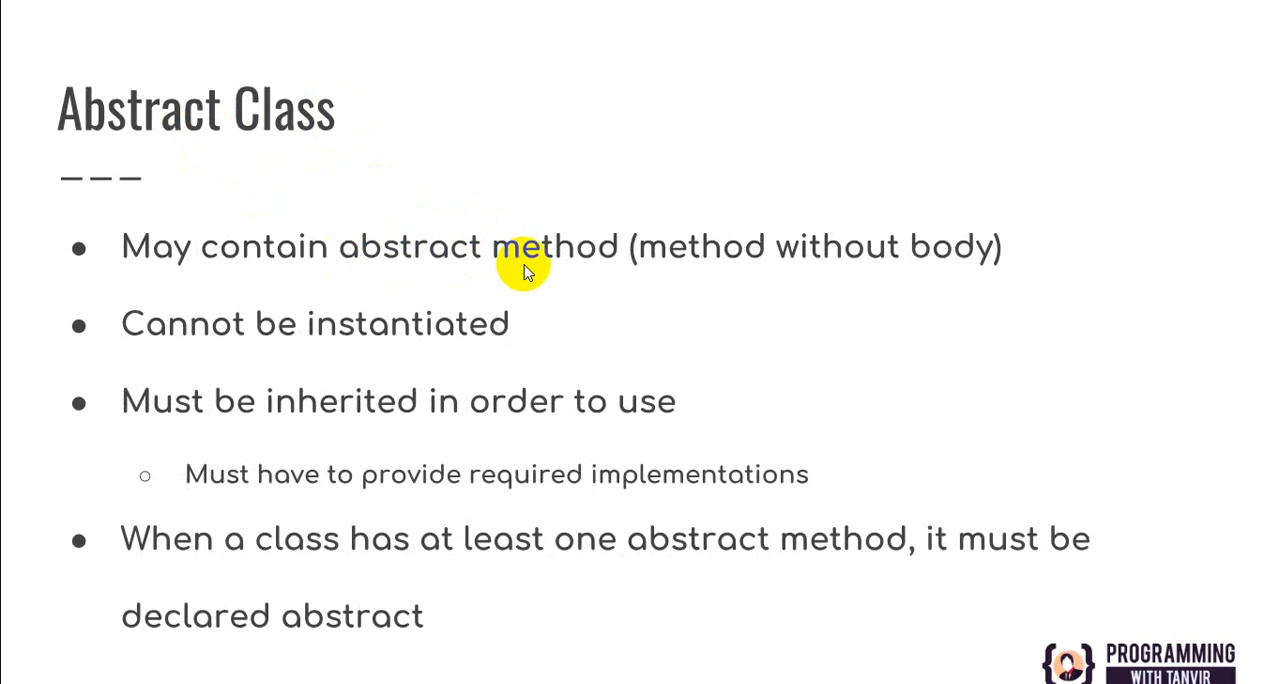 Abstract Class
---
● May contain abstract method (method without body)
● Cannot be instantiated
● Must be inherited in order to use
○ Must have to provide required implementations
● When a class has at least one abstract method, it must be
declared abstract
PROGRAMMING
WITH TANVIR